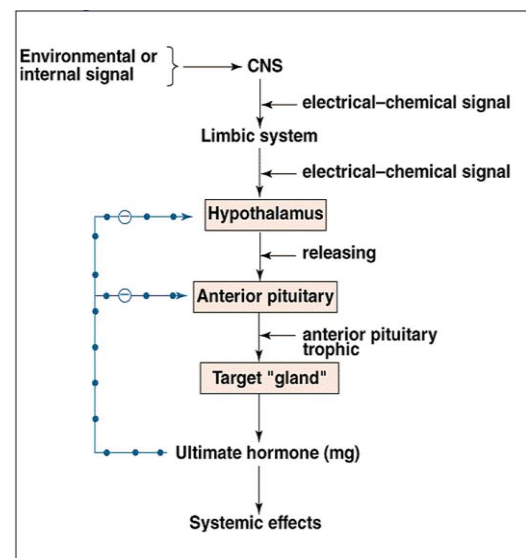 Environmental or
internal signal
CNS
electrical–chemical signal
Limbic system
electrical–chemical signal
Hypothalamus
releasing
Anterior pituitary
anterior pituitary
trophic
Target "gland"
Ultimate hormone (mg)
Systemic effects